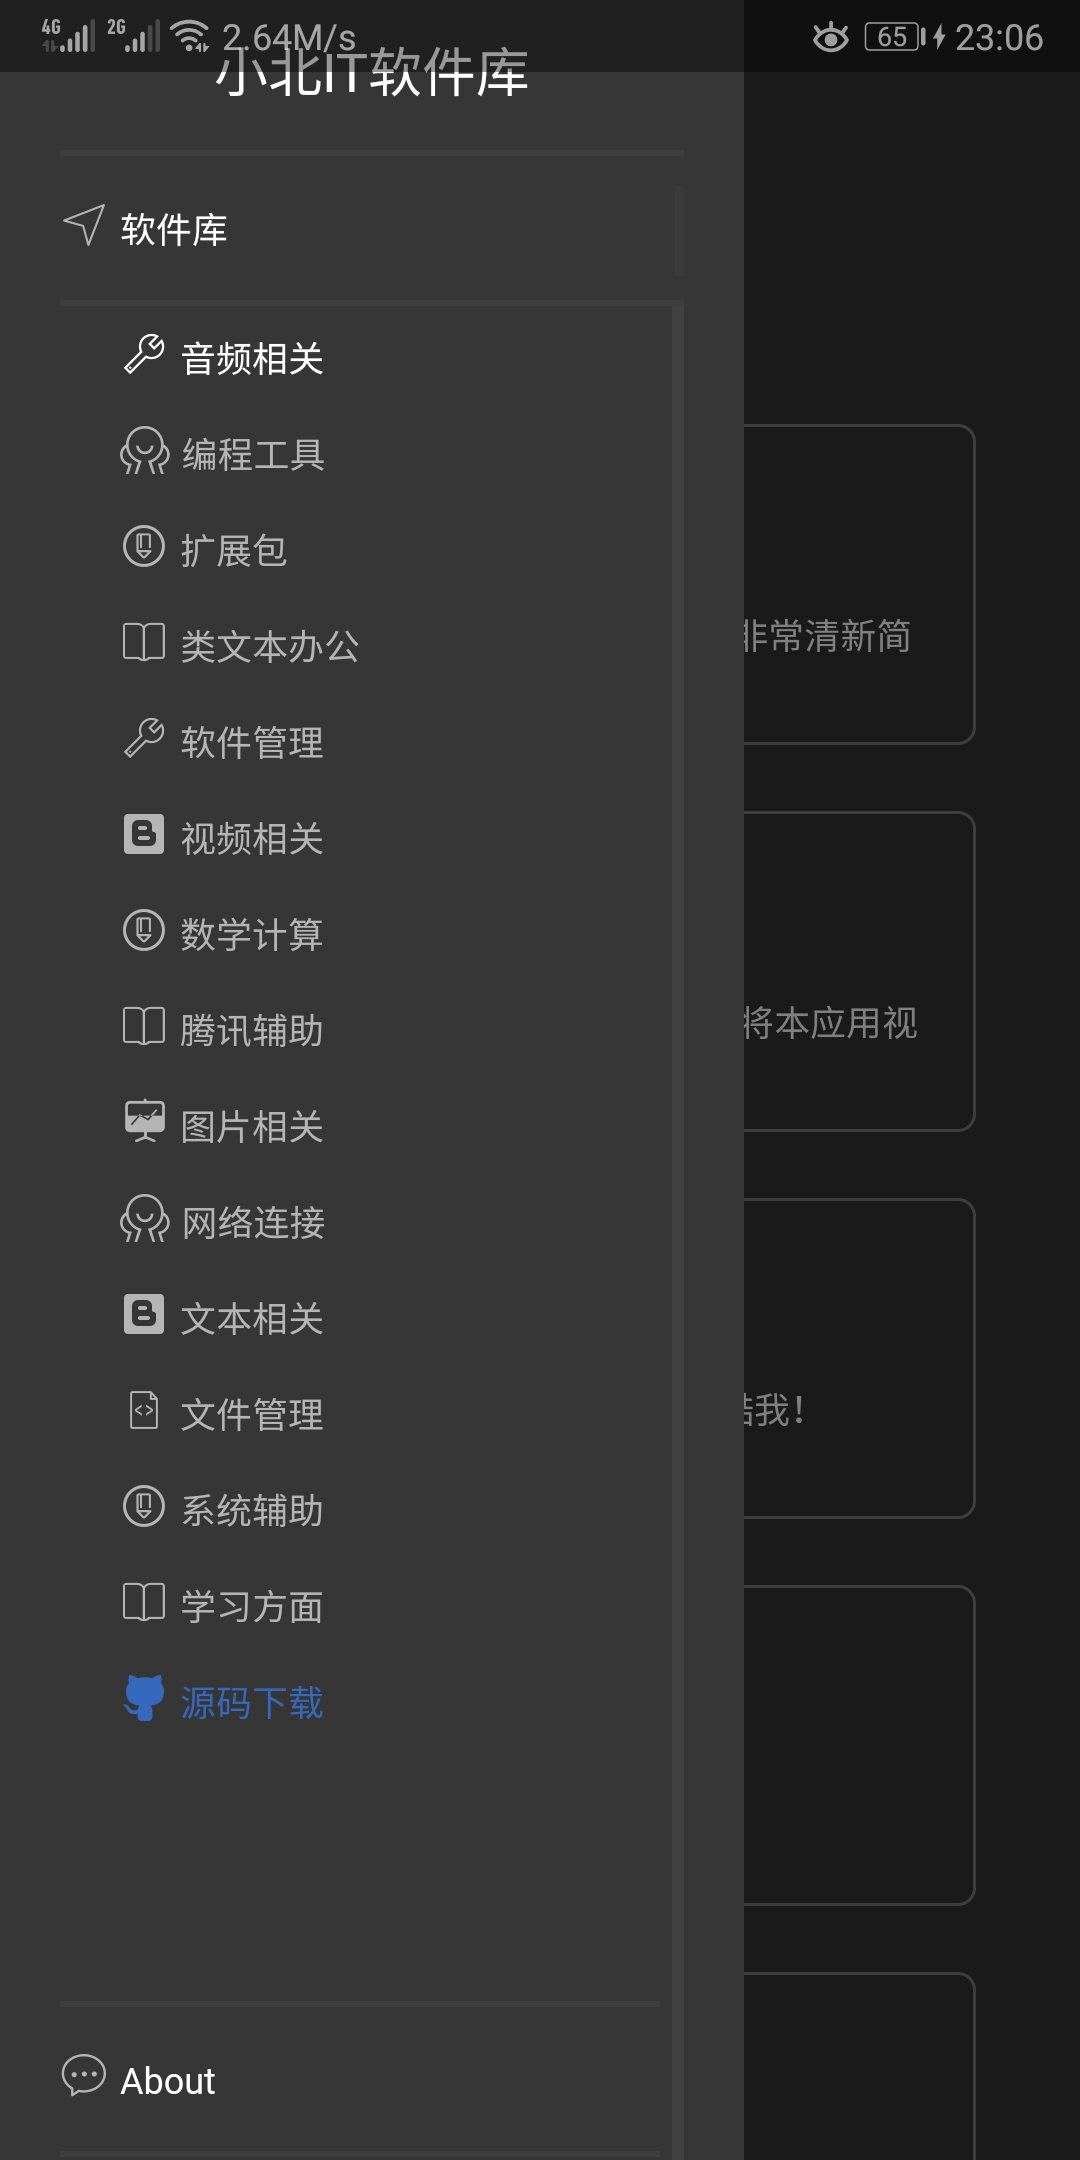 4G 2G 2.64M/s 65 23:06
小北IT软件库
软件库
音频相关
编程工具
扩展包
类文本办公
非常清新简
软件管理
视频相关
数学计算
腾讯辅助
将本应用视
图片相关
网络连接
文本相关
文件管理
我!
系统辅助
学习方面
源码下载
About